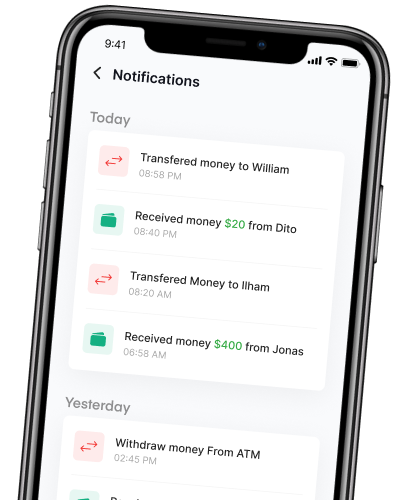 9:41
Notifications
Today
Transfered money to William
08:58 PM
Received money $20 from Dito
08:40 PM
Transfered Money to Ilham
08:20 AM
Received money $400 from Jonas
06:58 AM
Yesterday
Withdraw money From ATM
02:45 PM